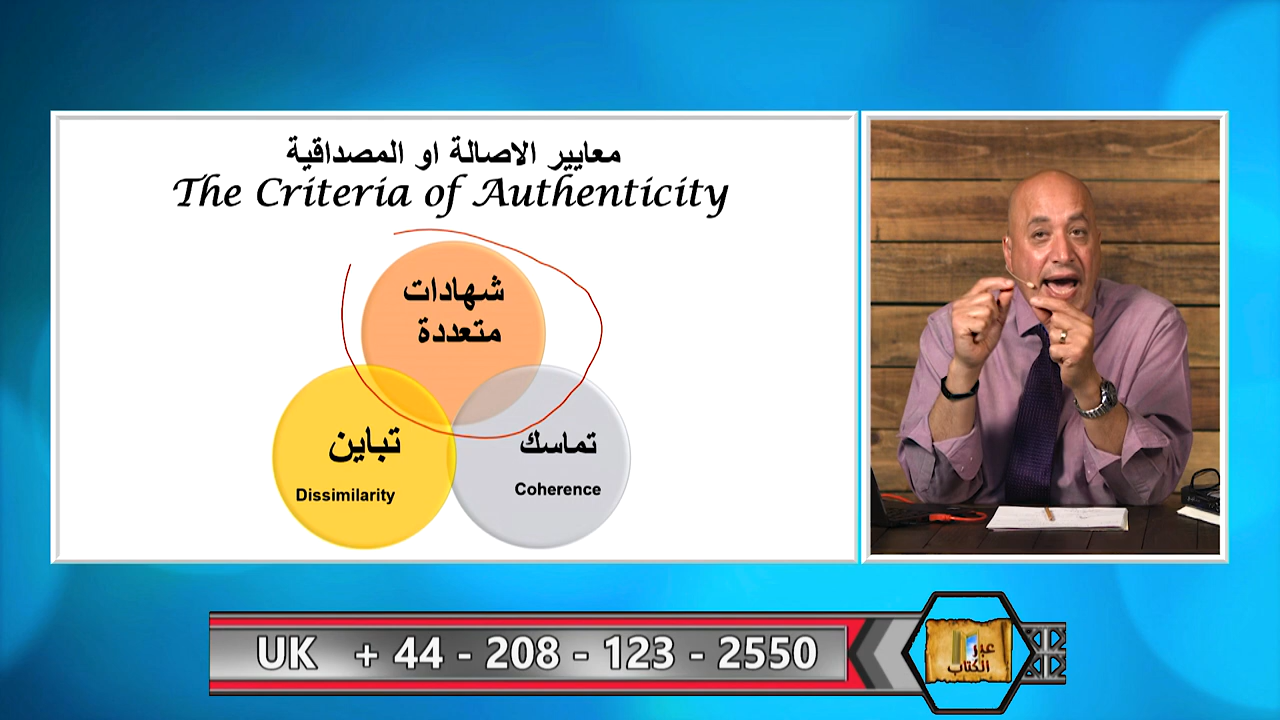 معايير الاصالة او المصداقية
The Criteria of Authenticity
شهادات
متعددة
تباين
Dissimilarity
تماسك
Coherence
UK + 44 - 208 - 123 - 2550
عبر
الكتاب